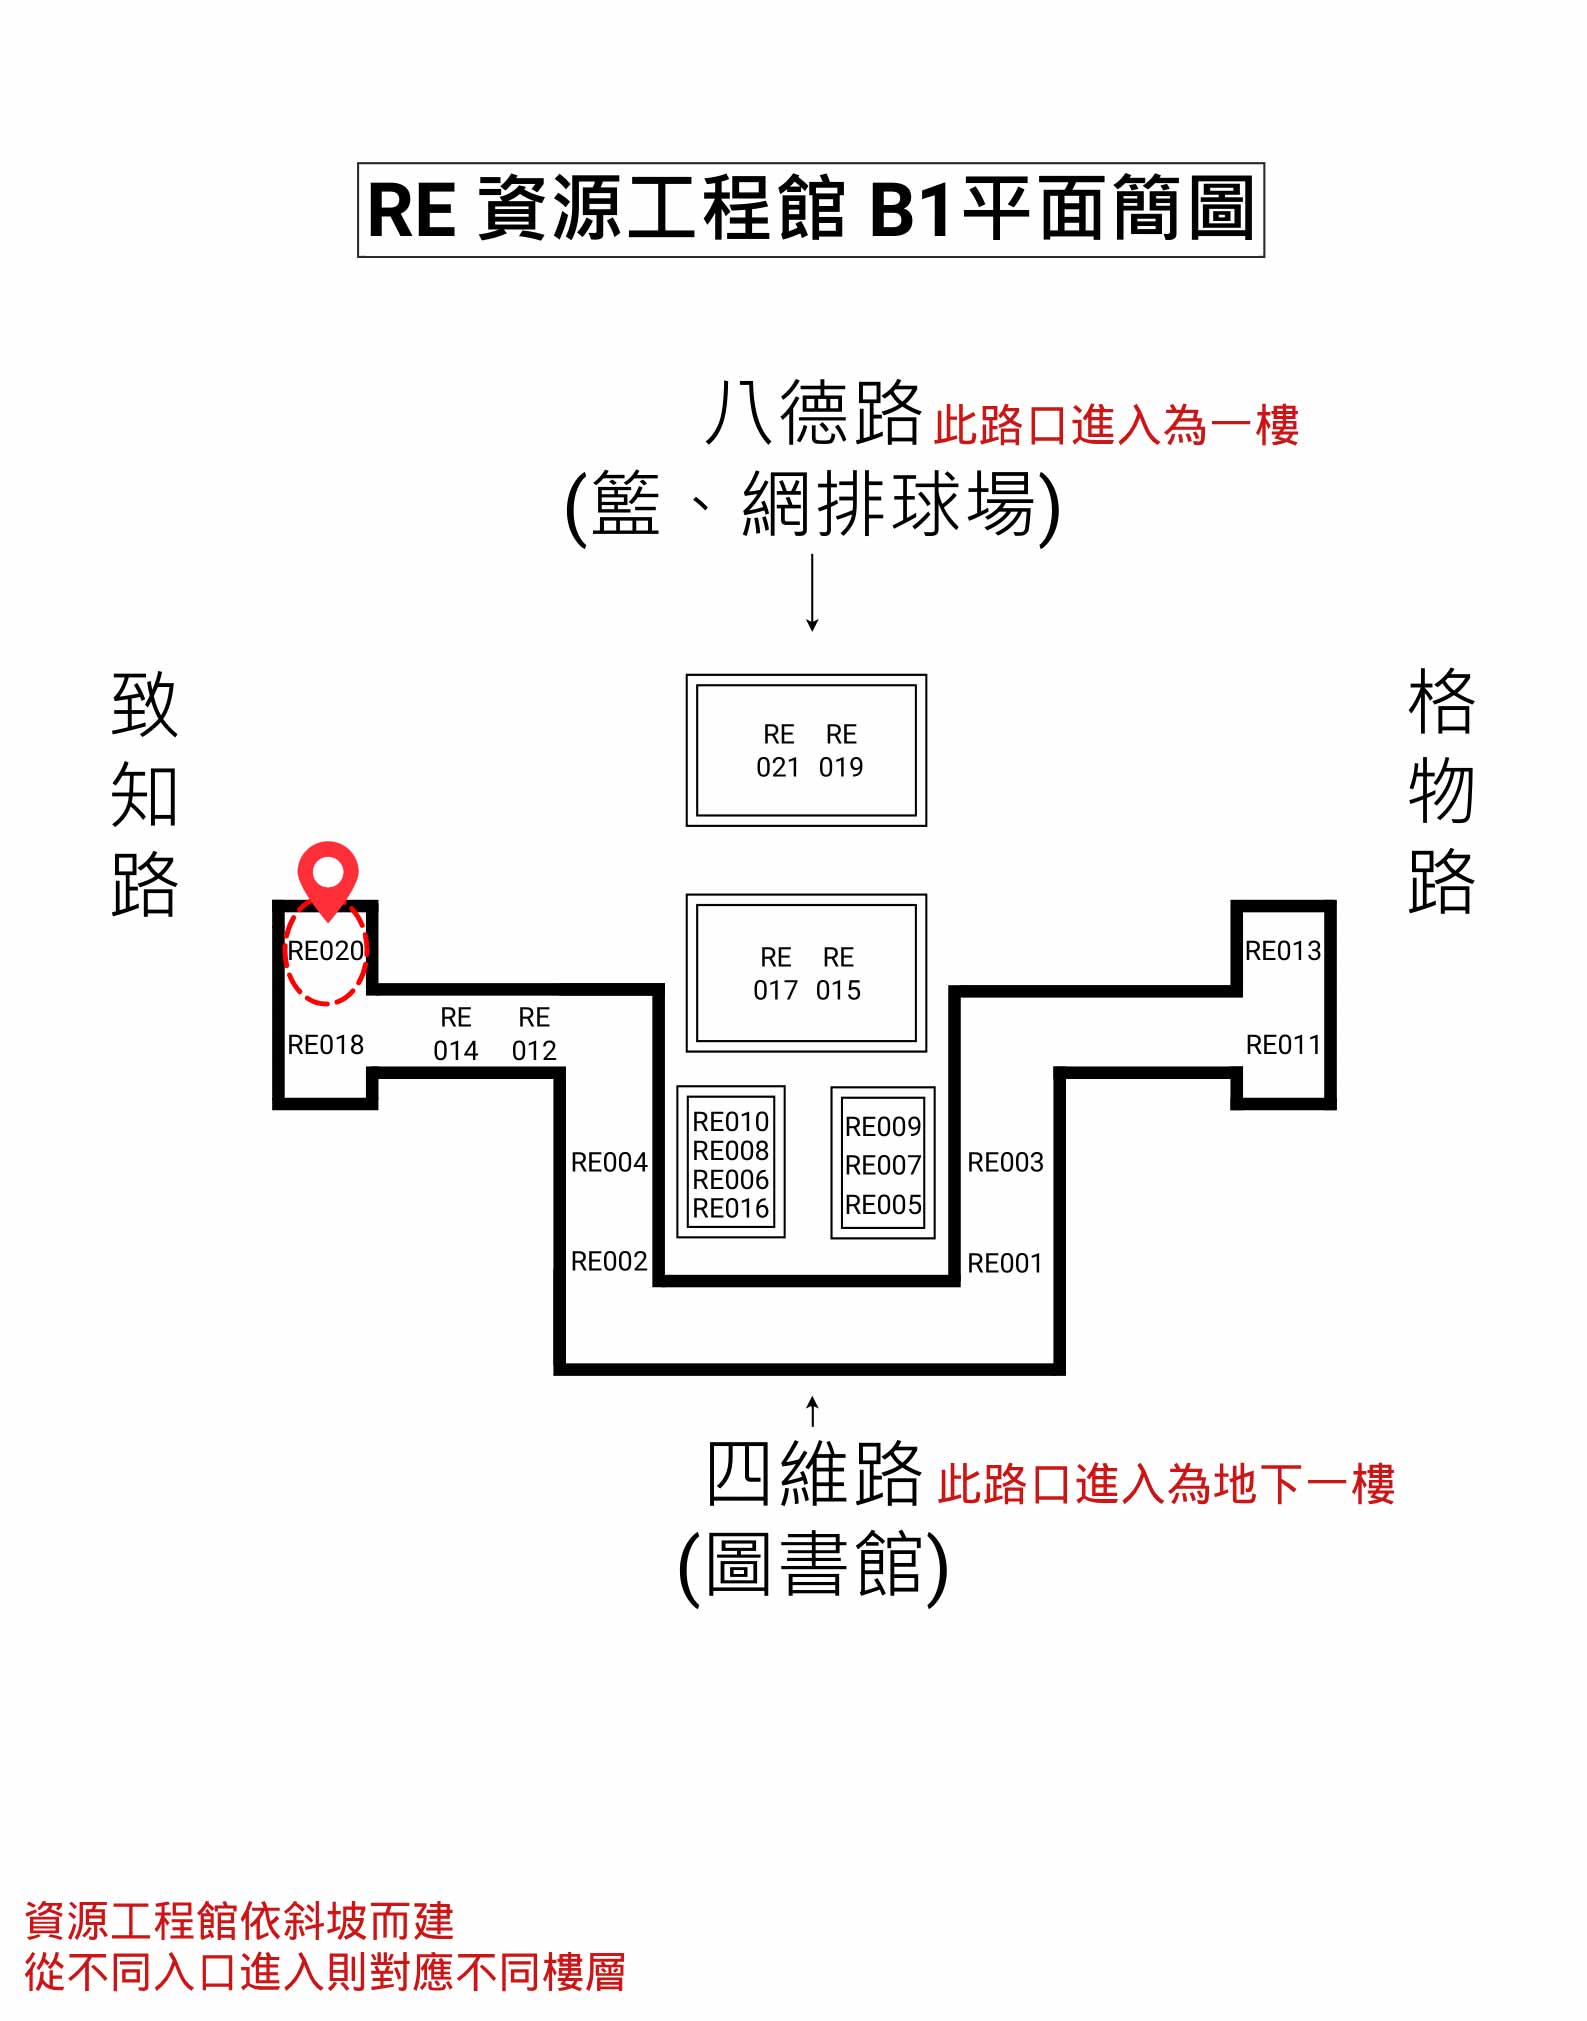 RE 資源工程館 B1平面簡圖
八德路 此路口進入為一樓
(籃、網排球場)
致知路
格物路
RE RE
021 019
RE RE
017 015
RE020
RE018
RE RE
014 012
RE013
RE011
RE010
RE008
RE006
RE016
RE009
RE007
RE005
RE004
RE002
RE003
RE001
四維路 此路口進入為地下一樓
(圖書館)
資源工程館依斜坡而建
從不同入口進入則對應不同樓層